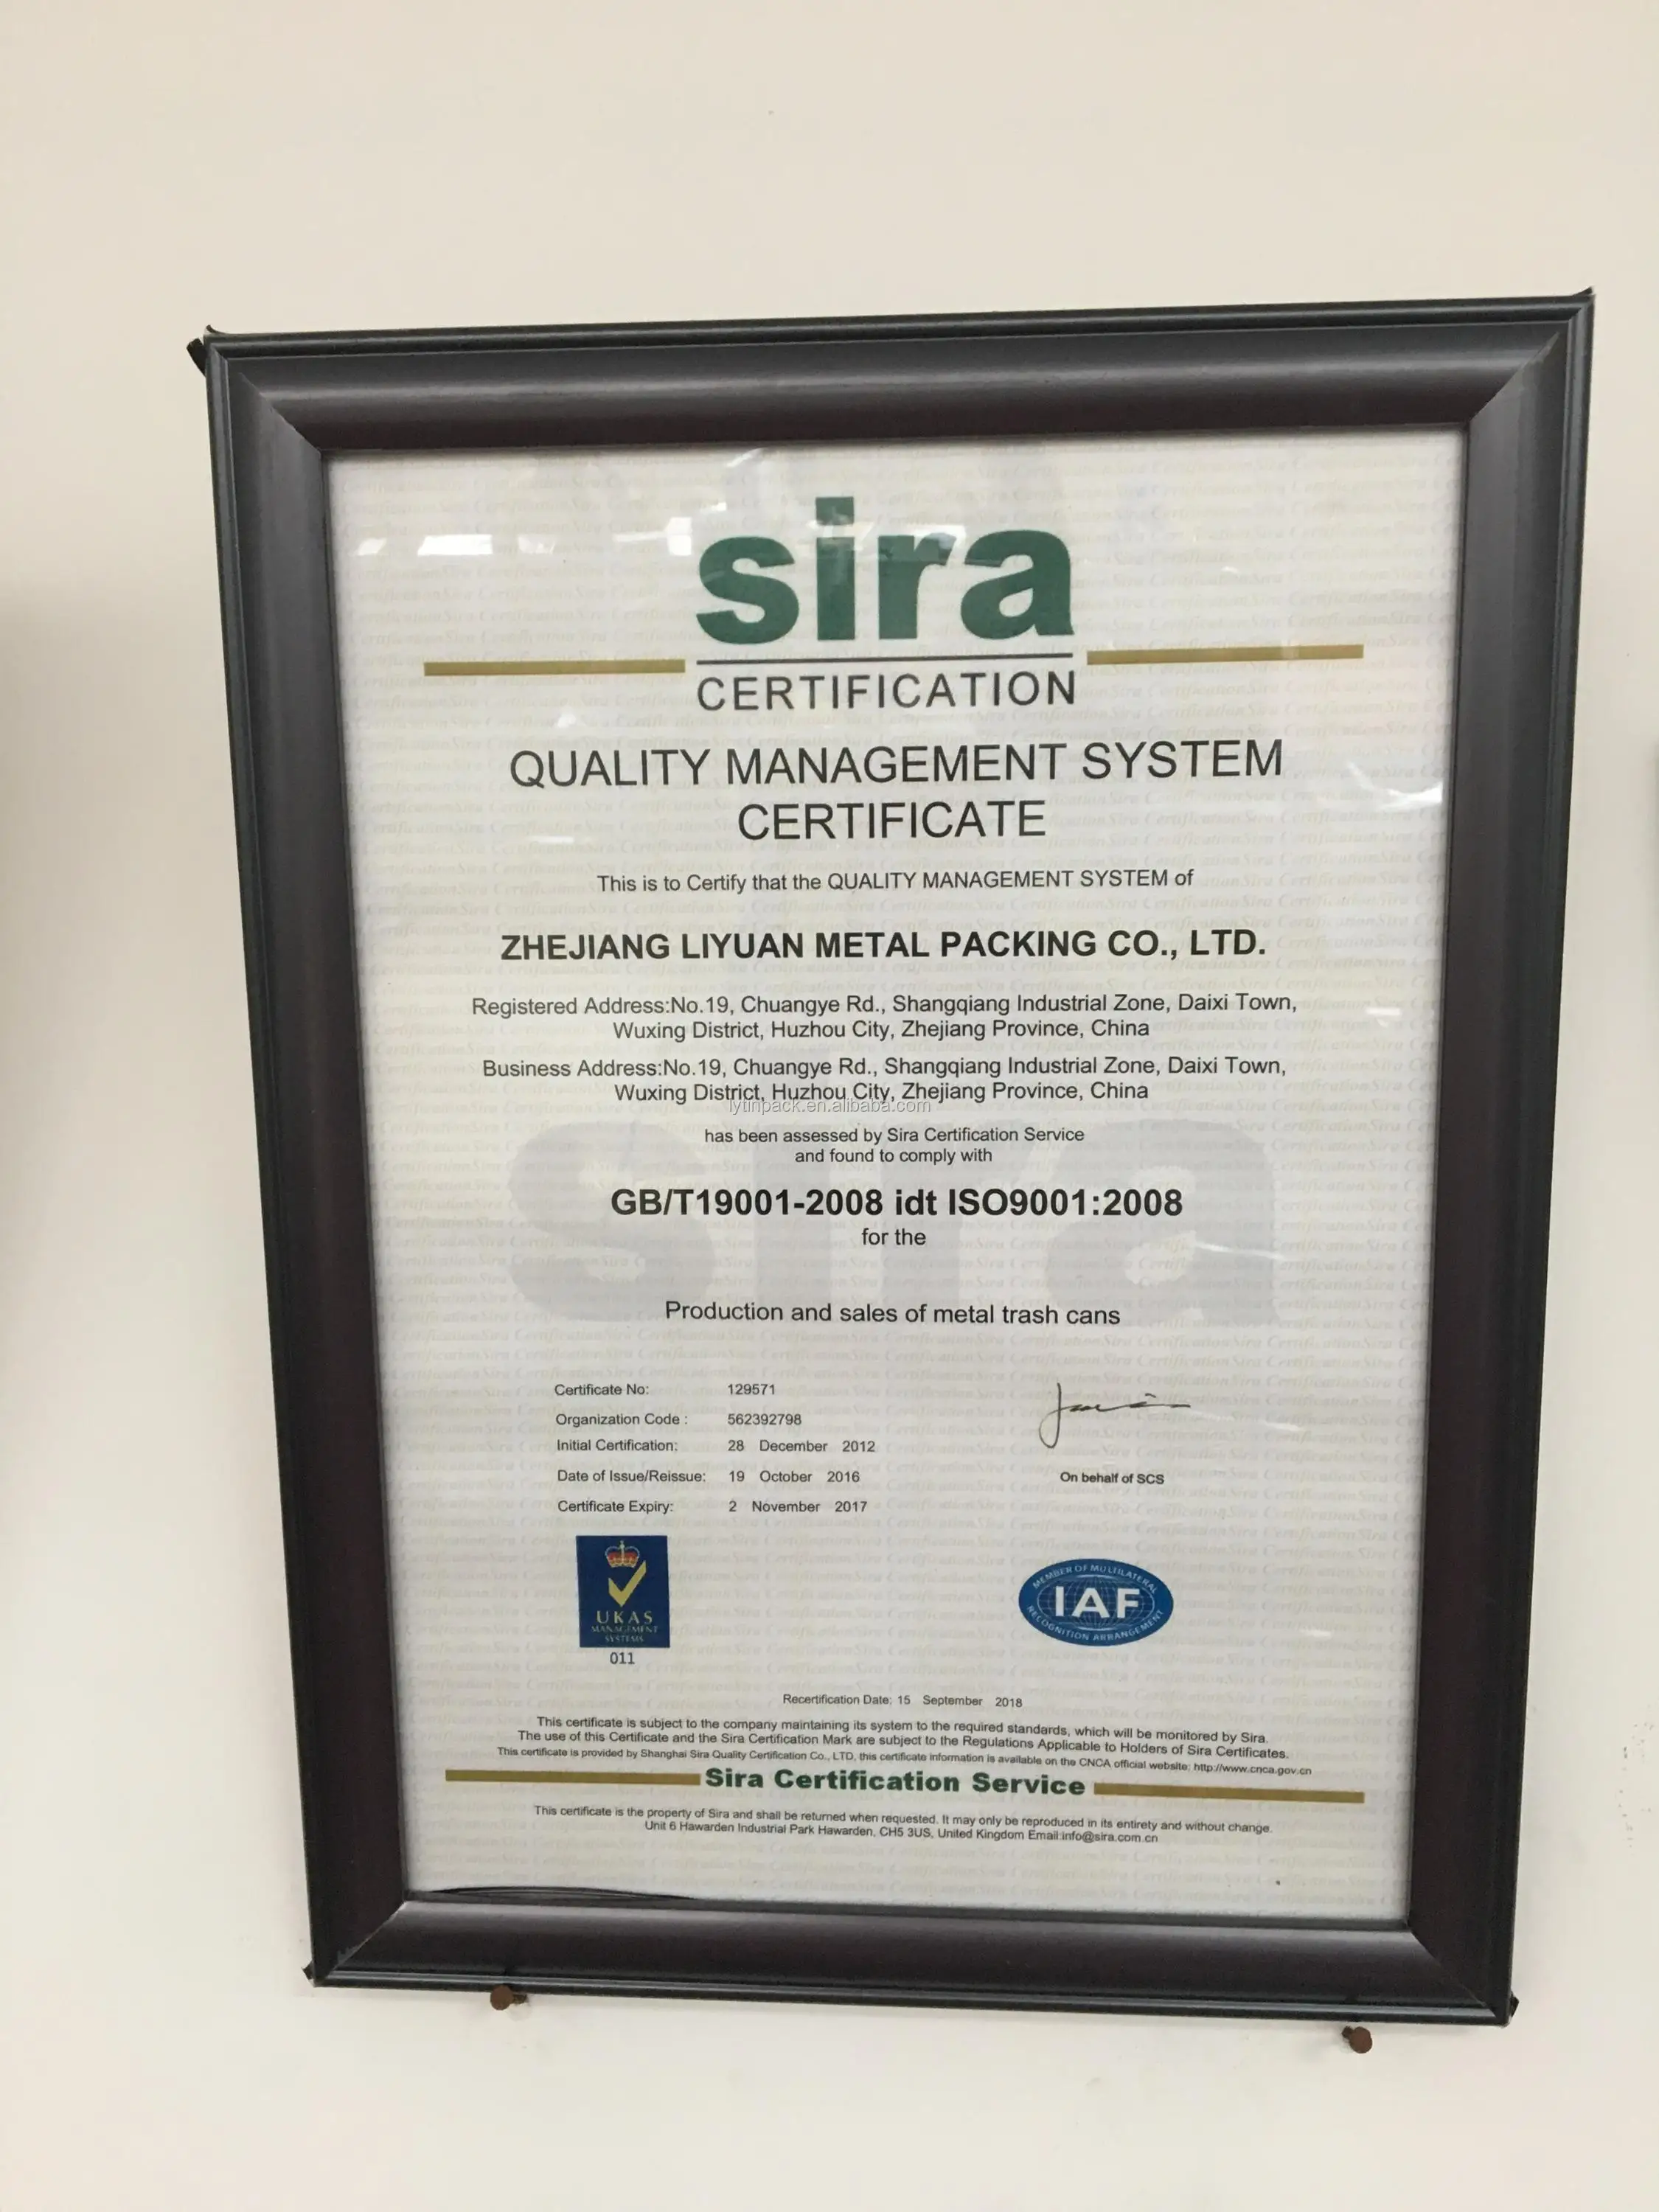 sira
CERTIFICATION
QUALITY MANAGEMENT SYSTEM
CERTIFICATE
This is to Certify that the QUALITY MANAGEMENT SYSTEM of
ZHEJIANG LIYUAN METAL PACKING CO., LTD.
Registered Address:No.19, Chuangye Rd., Shangqiang Industrial Zone, Daixi Town,
Wuxing District, Huzhou City, Zhejiang Province, China
Business Address:No.19, Chuangye Rd., Shangqiang Industrial Zone, Daixi Town,
Wuxing District, Huzhou City, Zhejiang Province, China
lytinpack.en.alibaba.com
has been assessed by Sira Certification Service
and found to comply with
GB/T19001-2008 idt ISO9001:2008
for the
Production and sales of metal trash cans
Certificate No: 129571
Organization Code : 562392798
Initial Certification: 28 December 2012
Date of Issue/Reissue: 19 October 2016
On behalf of SCS
Certificate Expiry: 2 November 2017
UKAS
MANAGEMENT
SYSTEMS
011
MEMBER OF MULTILATERAL
IAF
RECOGNITION ARRANGEMENT
Recertification Date: 15 September 2018
This certificate is subject to the company maintaining its system to the required standards, which will be monitored by Sira.
The use of this Certificate and the Sira Certification Mark are subject to the Regulations Applicable to Holders of Sira Certificates.
This certificate is provided by Shanghai Sira Quality Certification Co., LTD, this certificate information is available on the CNCA official website: http://www.cnca.gov.cn
Sira Certification Service
This certificate is the property of Sira and shall be returned when requested. It may only be reproduced in its entirety and without change.
Unit 6 Hawarden Industrial Park Hawarden, CH5 3US, United Kingdom Email:info@sira.com.cn